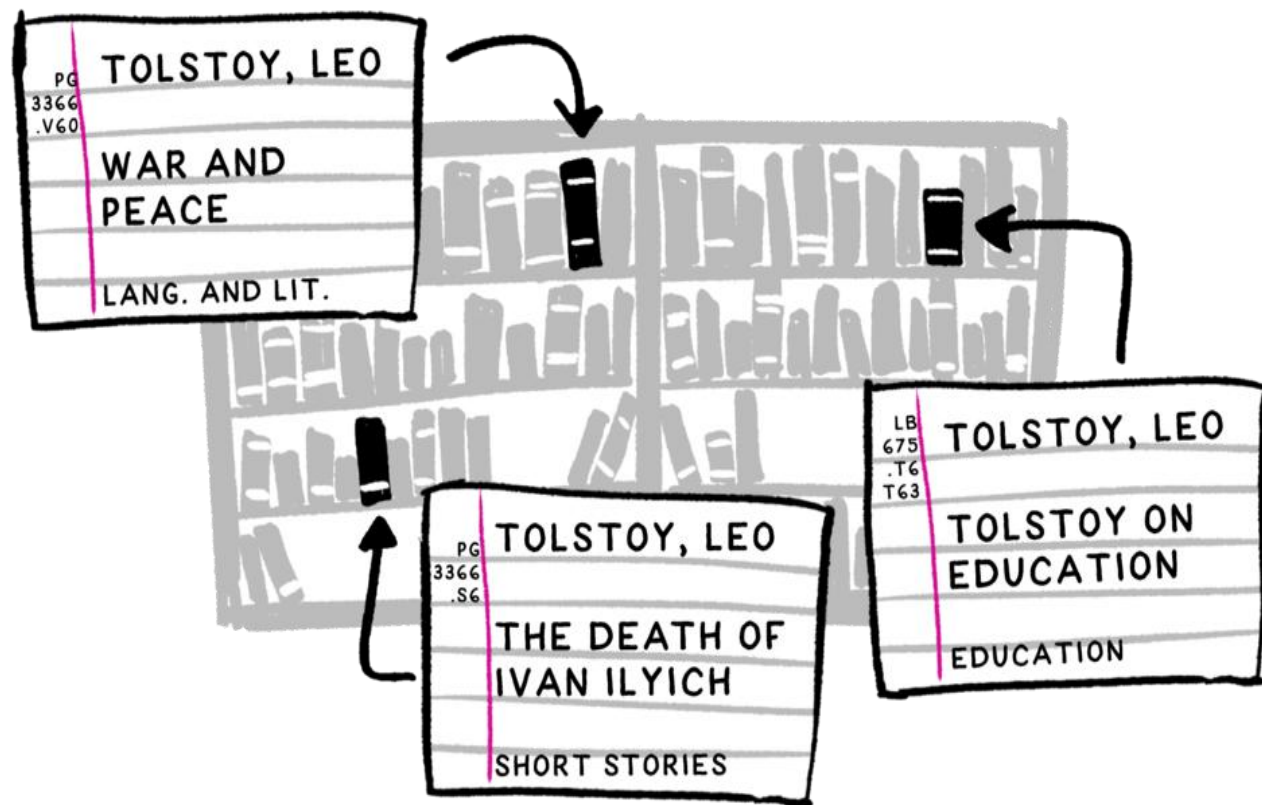 TOLSTOY, LEO
PG
3366
.V60
WAR AND
PEACE
LANG. AND LIT.
LB
675
.T6
T63
TOLSTOY, LEO
TOLSTOY ON
EDUCATION
EDUCATION
PG
3366
.S6
TOLSTOY, LEO
THE DEATH OF
IVAN ILYICH
SHORT STORIES